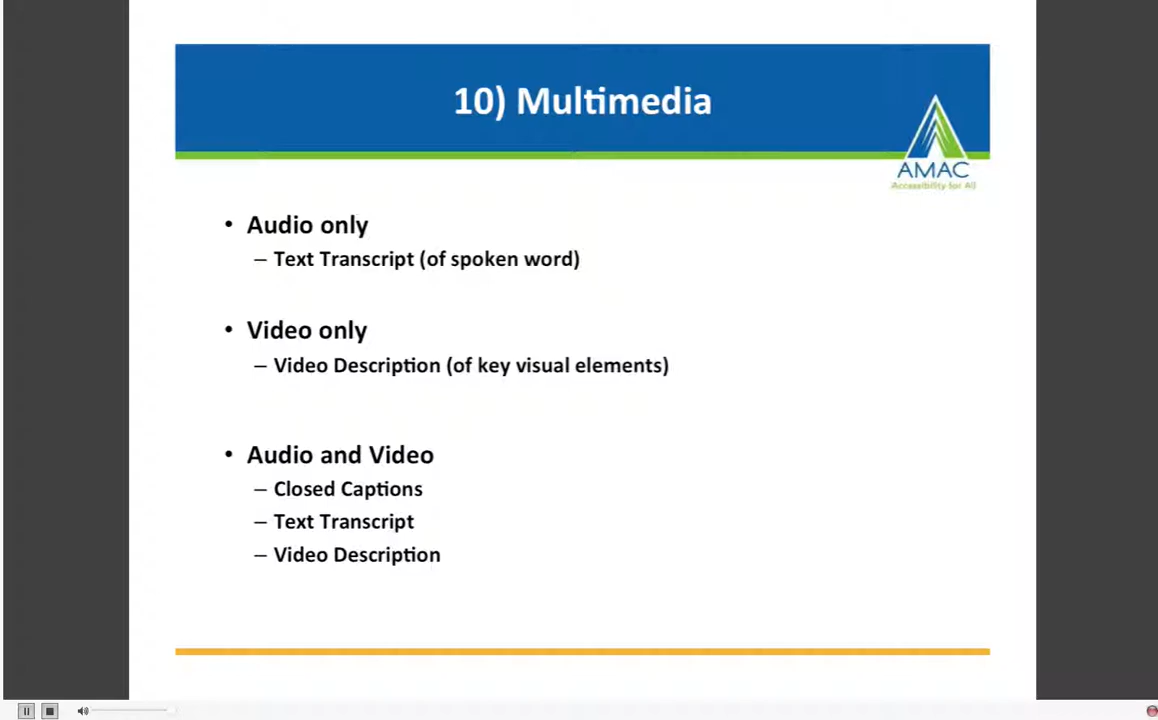 10) Multimedia
AMAC
Accessibility for All
• Audio only
– Text Transcript (of spoken word)
• Video only
– Video Description (of key visual elements)
• Audio and Video
– Closed Captions
– Text Transcript
– Video Description